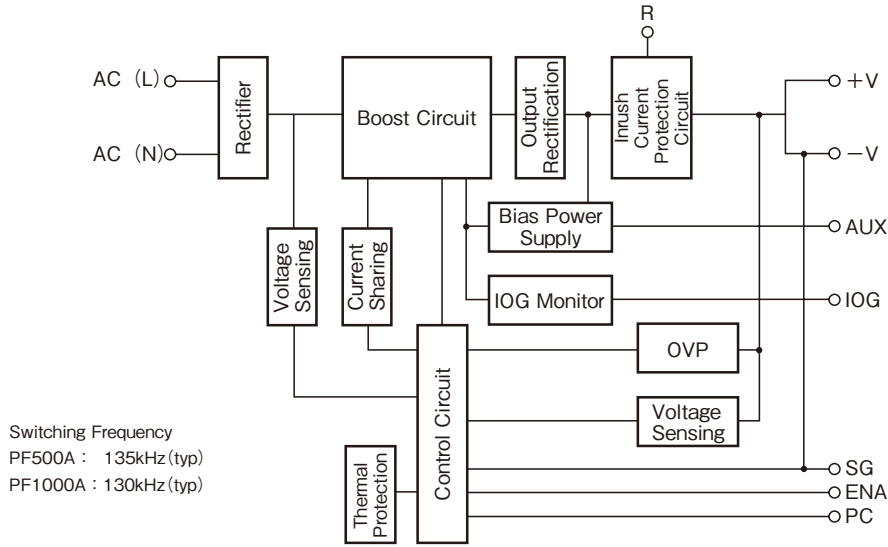 R
AC (L)
AC (N)
Rectifier
Boost Circuit
Output
Rectification
Inrush
Current
Protection
Circuit
+V
−V
Bias Power
Supply
AUX
Voltage
Sensing
Current
Sharing
IOG Monitor
IOG
OVP
Control Circuit
Voltage
Sensing
Thermal
Protection
SG
ENA
PC
Switching Frequency
PF500A : 135kHz(typ)
PF1000A : 130kHz(typ)